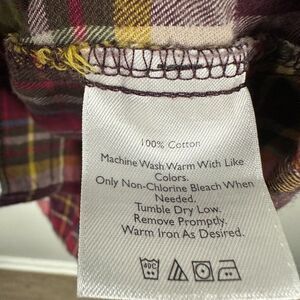 100% Cotton
Machine Wash Warm With Like
Colors.
Only Non-Chlorine Bleach When
Needed.
Tumble Dry Low.
Remove Promptly.
Warm Iron As Desired.
40C